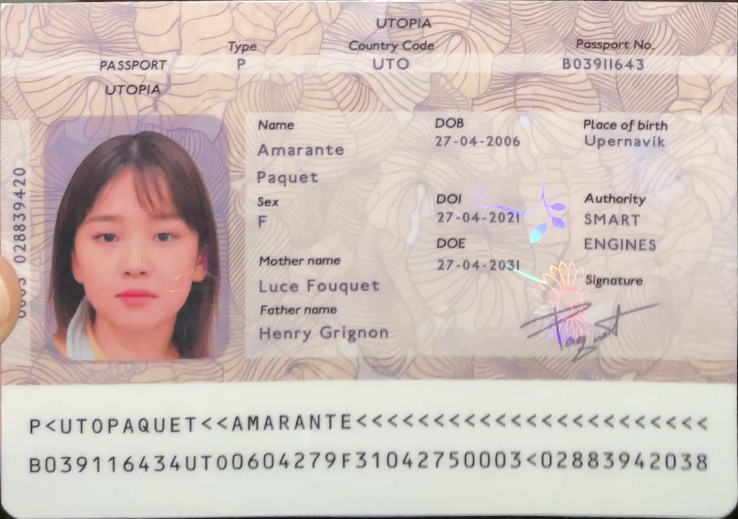 UTOPIA
Type
Country Code
Passport No.
PASSPORT
P
UTO
B03911643
UTOPIA
Name
DOB
Place of birth
Amarante
27-04-2006
Upernavik
Paquet
Sex
DOI
Authority
F
27-04-2021
SMART
DOE
ENGINES
Mother name
27-04-2031
Luce Fouquet
Signature
Father name
Henry Grignon
Paquet
028839420
P<UTOPAQUET<<AMARANTE<<<<<<<<<<<<<<<<<<<<<<<
B039116434UTO0604279F31042750003<02883942038